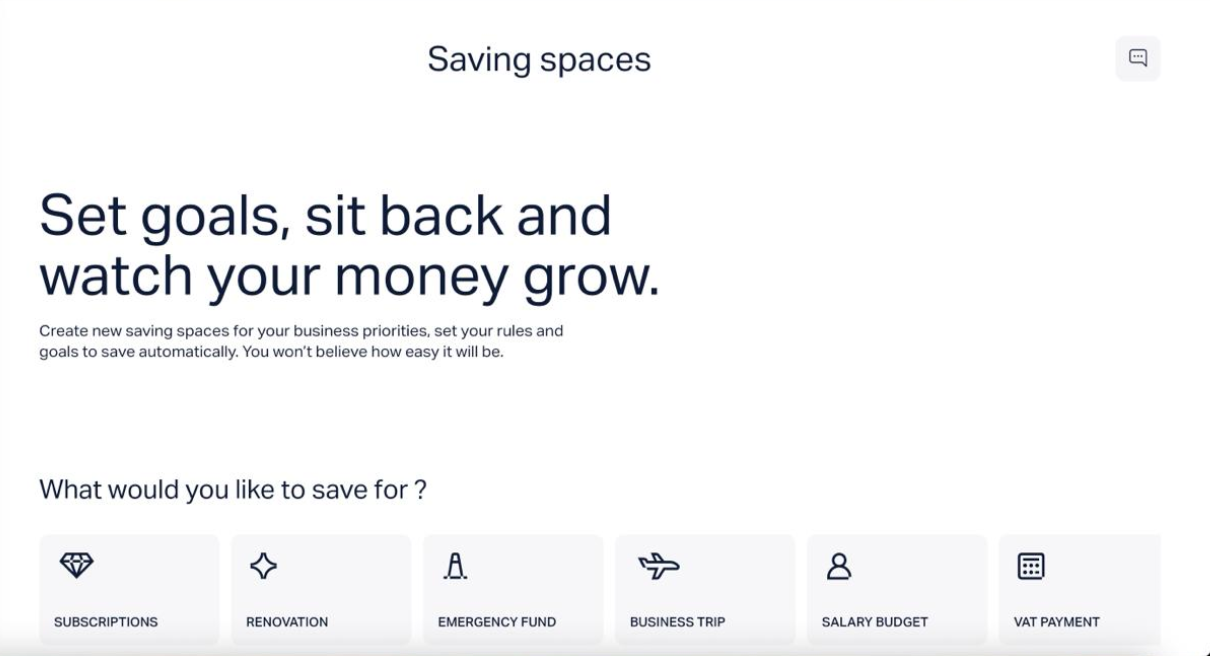 Saving spaces
Set goals, sit back and
watch your money grow.
Create new saving spaces for your business priorities, set your rules and
goals to save automatically. You won't believe how easy it will be.
What would you like to save for ?
SUBSCRIPTIONS
RENOVATION
EMERGENCY FUND
BUSINESS TRIP
SALARY BUDGET
VAT PAYMENT